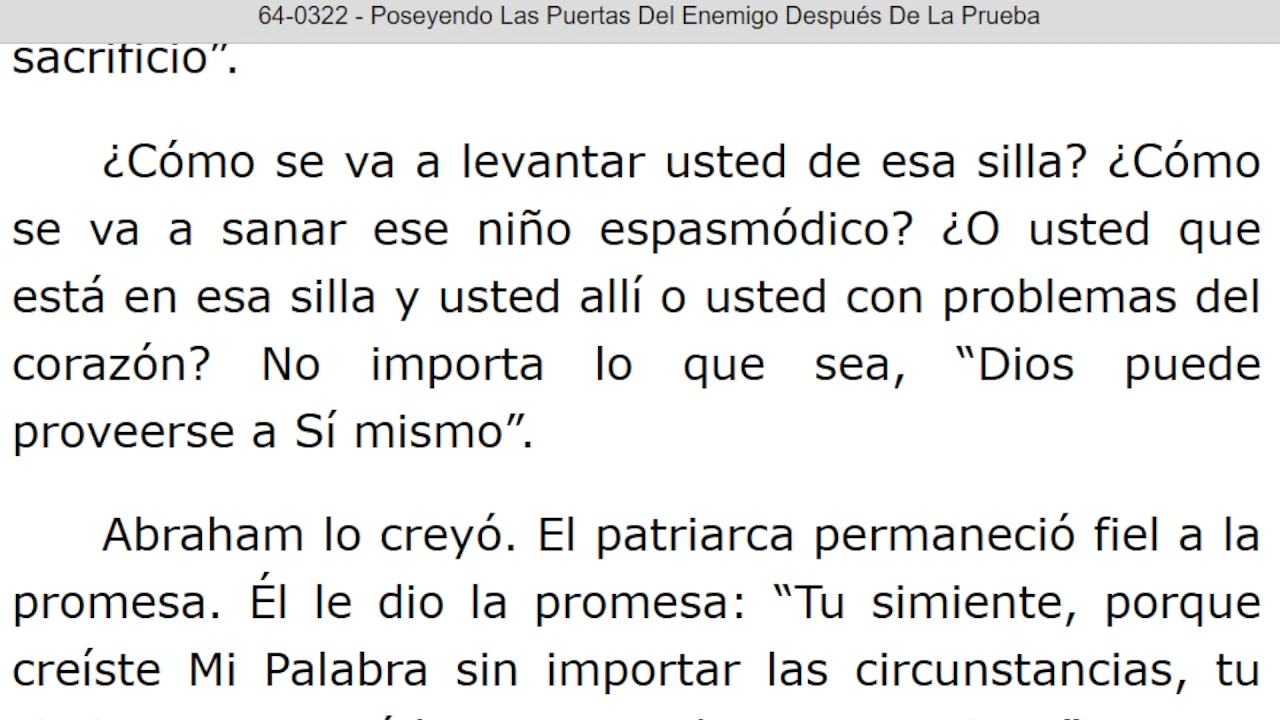 64-0322 - Poseyendo Las Puertas Del Enemigo Después De La Prueba
sacrificio”.
¿Cómo se va a levantar usted de esa silla? ¿Cómo
se va a sanar ese niño espasmódico? ¿O usted que
está en esa silla y usted allí o usted con problemas del
corazón? No importa lo que sea, “Dios puede
proveerse a Sí mismo”.
Abraham lo creyó. El patriarca permaneció fiel a la
promesa. Él le dio la promesa: “Tu simiente, porque
creíste Mi Palabra sin importar las circunstancias, tu